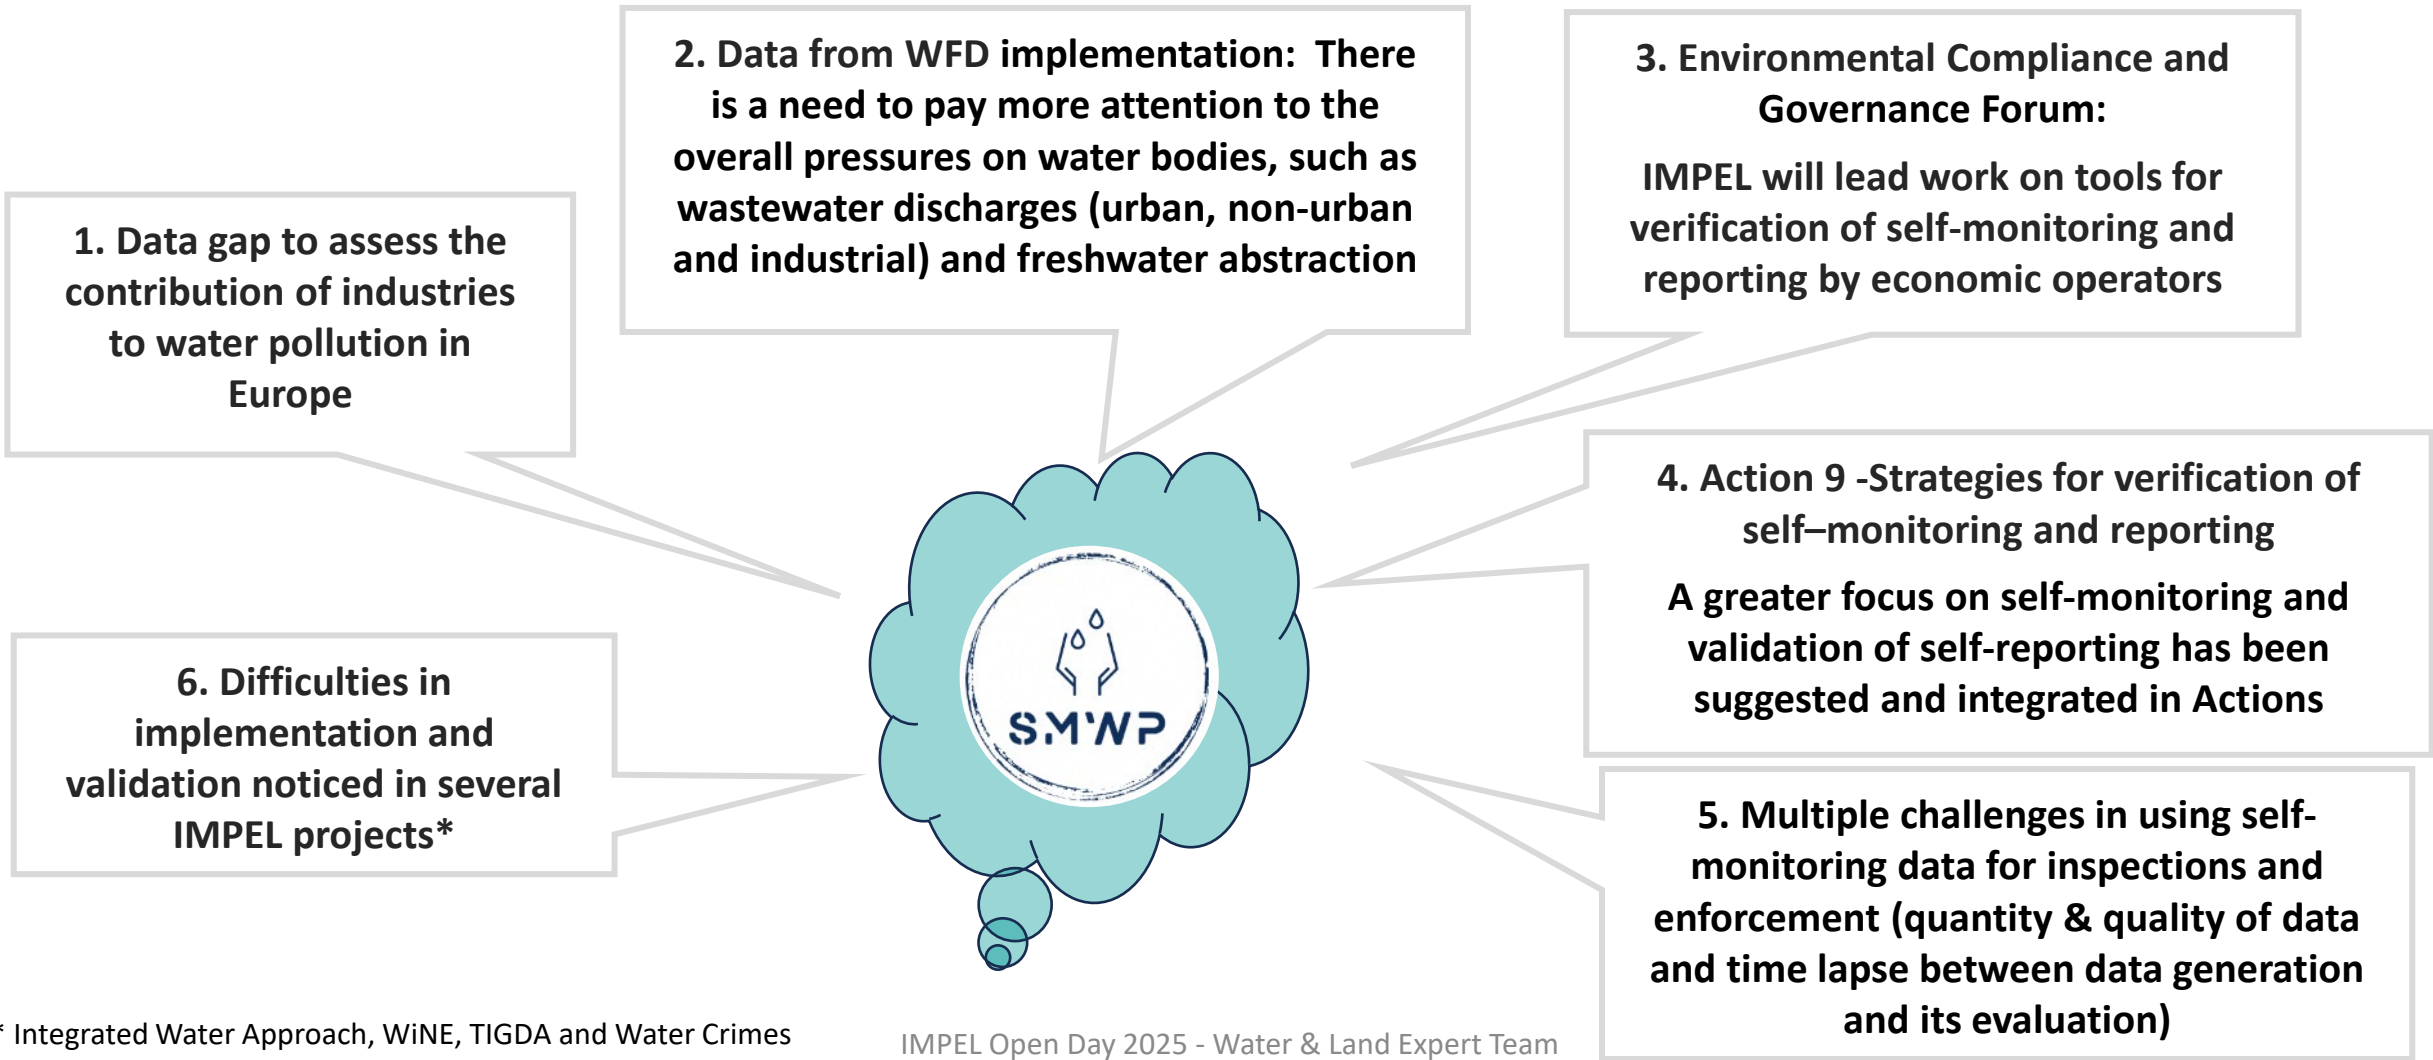 1. Data gap to assess the
contribution of industries
to water pollution in
Europe
2. Data from WFD implementation:  There
is a need to pay more attention to the
overall pressures on water bodies, such as
wastewater discharges (urban, non-urban
and industrial) and freshwater abstraction
3. Environmental Compliance and
Governance Forum:
IMPEL will lead work on tools for
verification of self-monitoring and
reporting by economic operators
4. Action 9 -Strategies for verification of
self–monitoring and reporting
A greater focus on self-monitoring and
validation of self-reporting has been
suggested and integrated in Actions
5. Multiple challenges in using self-
monitoring data for inspections and
enforcement (quantity & quality of data
and time lapse between data generation
and its evaluation)
6. Difficulties in
implementation and
validation noticed in several
IMPEL projects*
SMWP
* Integrated Water Approach, WiNE, TIGDA and Water Crimes
IMPEL Open Day 2025 - Water & Land Expert Team